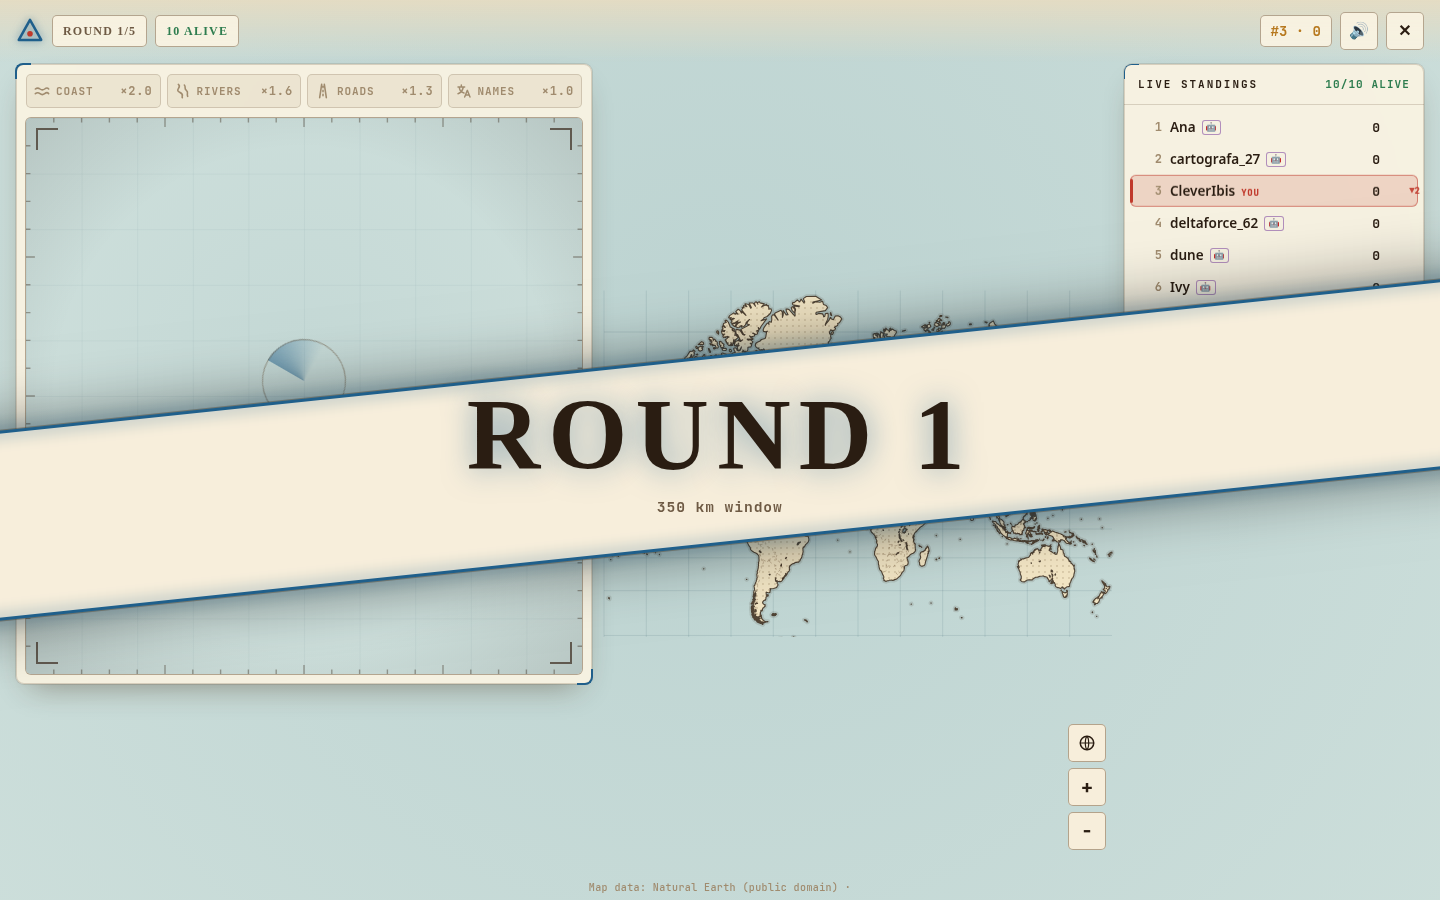 ROUND 1/5
10 ALIVE
#3 · 0
COAST ×2.0
RIVERS ×1.6
ROADS ×1.3
NAMES ×1.0
LIVE STANDINGS 10/10 ALIVE
1 Ana 0
2 cartografa_27 0
3 CleverIbis YOU 0 ▼2
4 deltaforce_62 0
5 dune 0
6 Ivy
ROUND 1
350 km window
+
-
Map data: Natural Earth (public domain) ·